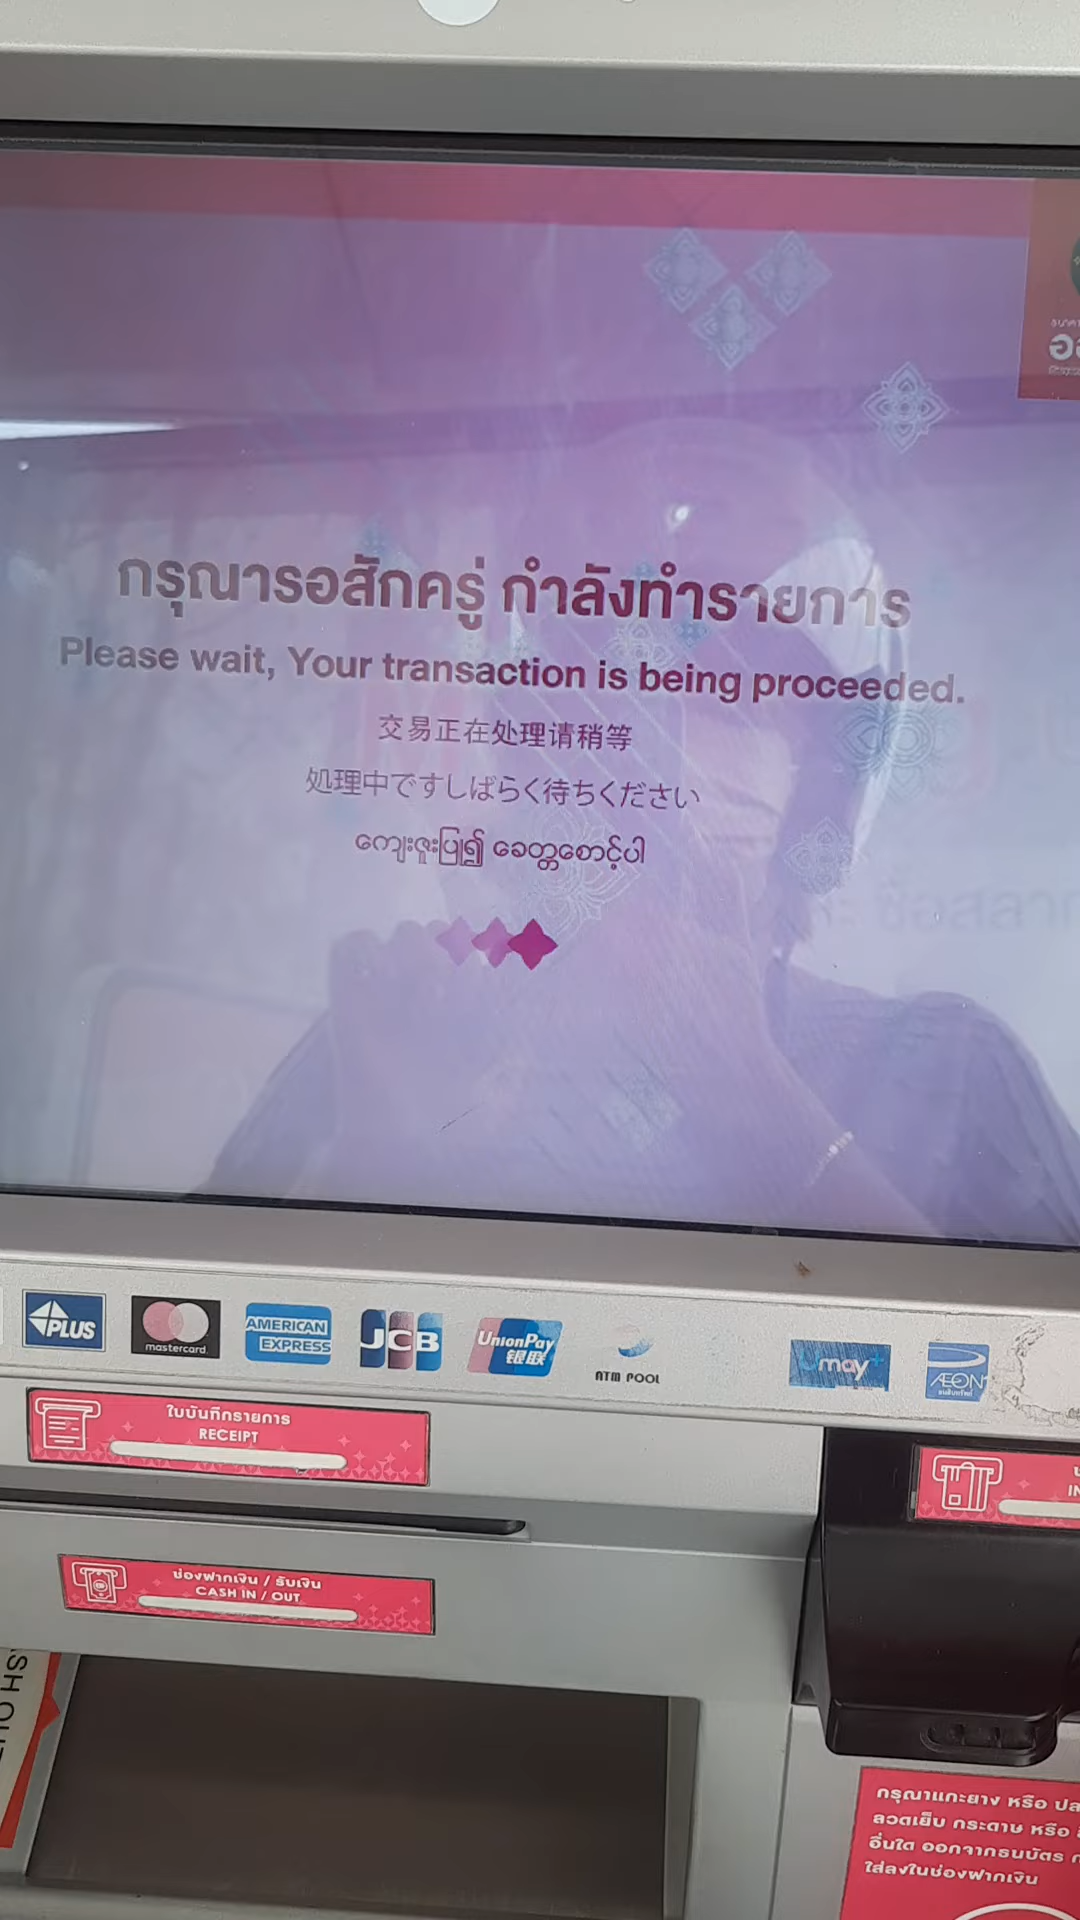 กรุณารอสักครู่ กำลังทำรายการ
Please wait, Your transaction is being proceeded.
交易正在处理请稍等
処理中ですしばらく待ちください
ကျေးဇူးပြု၍ ခေတ္တစောင့်ပါ
PLUS
mastercard.
AMERICAN EXPRESS
JCB
UnionPay
银联
ATM POOL
Umay+
ÆON
ใบบันทึกรายการ
RECEIPT
ช่องฝากเงิน / รับเงิน
CASH IN / OUT
กรุณาแกะยาง หรือ
ลวดเย็บ กระดาษ หรือ
อื่นใด ออกจากธนบัตร
ใส่ลงในช่องฝากเงิน